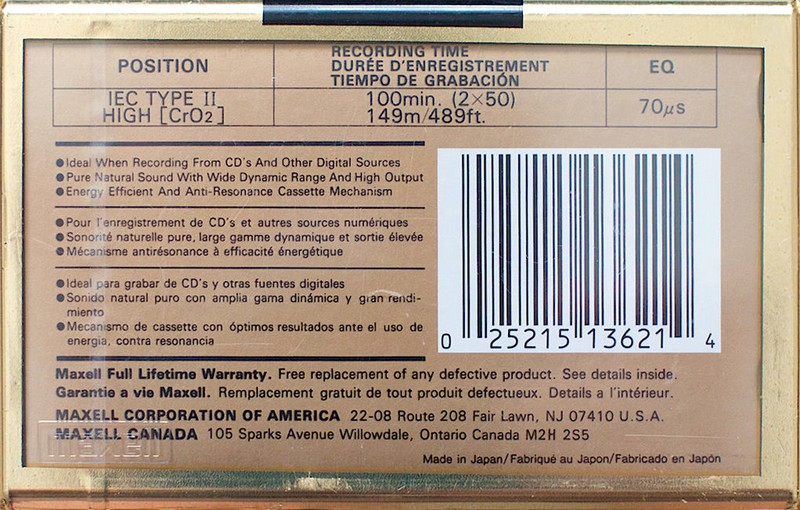 POSITION
RECORDING TIME
DURÉE D'ENREGISTREMENT
TIEMPO DE GRABACIÓN
EQ
IEC TYPE II
HIGH [CrO2]
100min. (2×50)
149m/489ft.
70µs
●Ideal When Recording From CD's And Other Digital Sources
●Pure Natural Sound With Wide Dynamic Range And High Output
●Energy Efficient And Anti-Resonance Cassette Mechanism
●Pour l'enregistrement de CD's et autres sources numériques
●Sonorité naturelle pure, large gamme dynamique et sortie élevée
●Mécanisme antirésonance à efficacité énergétique
●Ideal para grabar de CD's y otras fuentes digitales
●Sonido natural puro con amplia gama dinámica y gran rendi-
miento
●Mecanismo de cassette con óptimos resultados ante el uso de
energía, contra resonancia
0 25215 13621 4
Maxell Full Lifetime Warranty. Free replacement of any defective product. See details inside.
Garantie a vie Maxell. Remplacement gratuit de tout produit defectueux. Details a l'intérieur.
MAXELL CORPORATION OF AMERICA 22-08 Route 208 Fair Lawn, NJ 07410 U.S.A.
MAXELL CANADA 105 Sparks Avenue Willowdale, Ontario Canada M2H 2S5
maxell
Made in Japan/Fabriqué au Japon/Fabricado en Japón